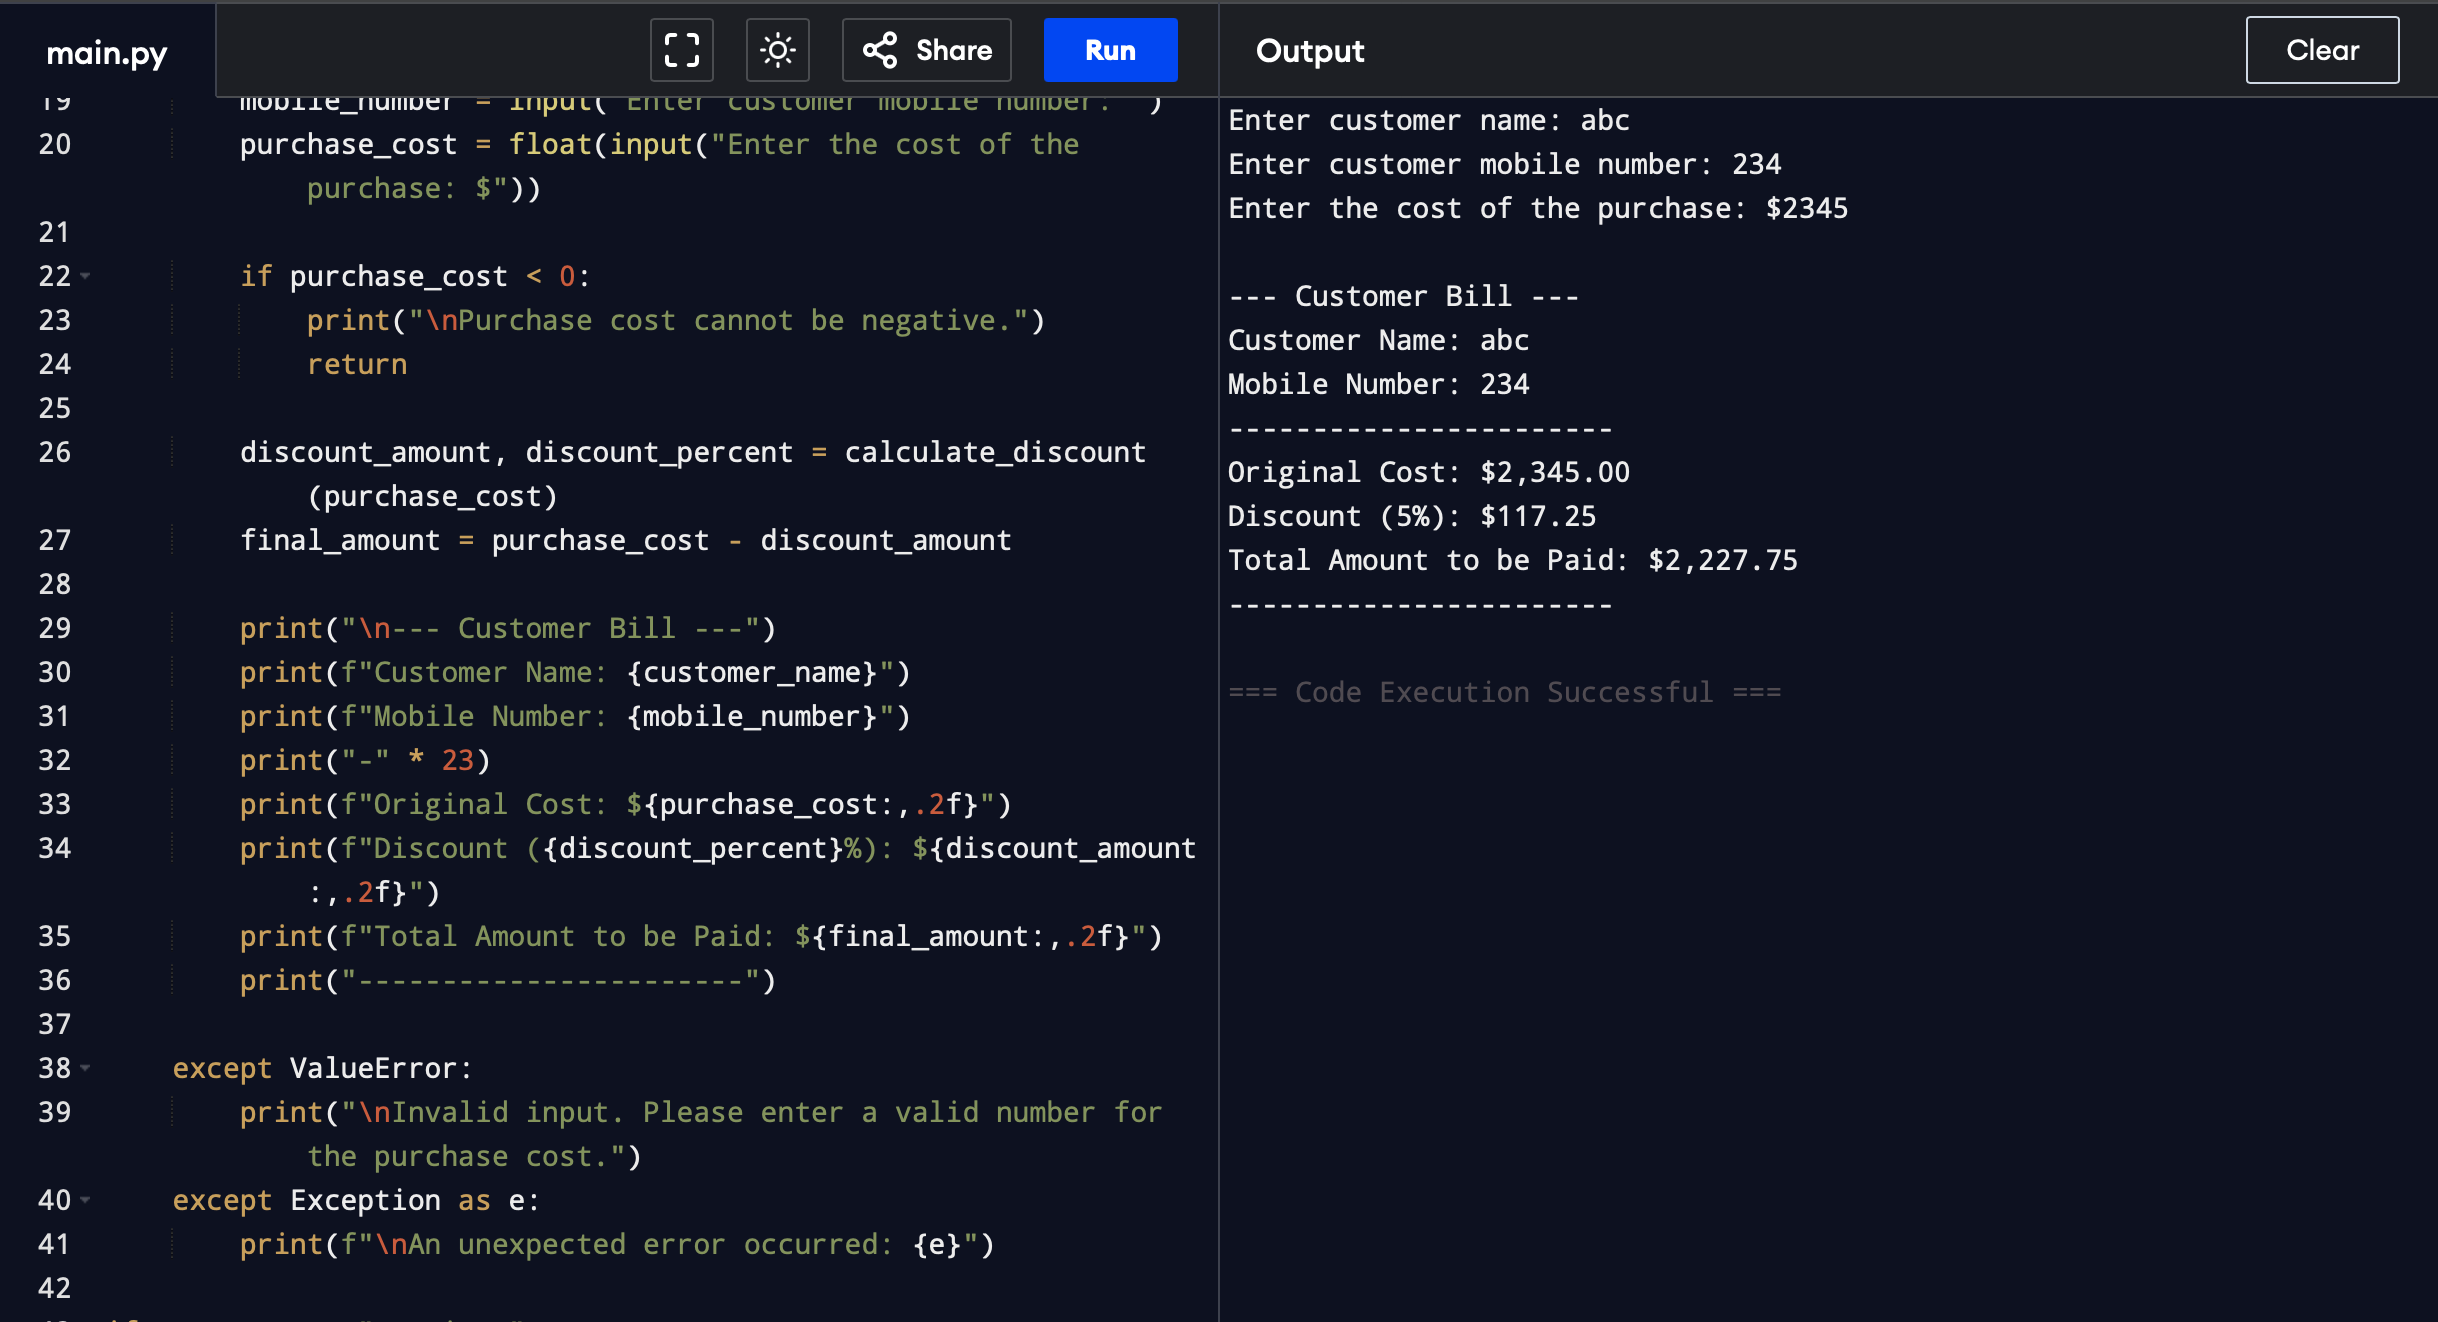 main.py
Share
Run
Output
Clear
19 mobile_number = input("Enter customer mobile number: ")
20 purchase_cost = float(input("Enter the cost of the
purchase: $"))
21
22 if purchase_cost < 0:
23 print("\nPurchase cost cannot be negative.")
24 return
25
26 discount_amount, discount_percent = calculate_discount
(purchase_cost)
27 final_amount = purchase_cost - discount_amount
28
29 print("\n--- Customer Bill ---")
30 print(f"Customer Name: {customer_name}")
31 print(f"Mobile Number: {mobile_number}")
32 print("-" * 23)
33 print(f"Original Cost: ${purchase_cost:,.2f}")
34 print(f"Discount ({discount_percent}%): ${discount_amount
:,.2f}")
35 print(f"Total Amount to be Paid: ${final_amount:,.2f}")
36 print("-----------------------")
37
38 except ValueError:
39 print("\nInvalid input. Please enter a valid number for
the purchase cost.")
40 except Exception as e:
41 print(f"\nAn unexpected error occurred: {e}")
42
Enter customer name: abc
Enter customer mobile number: 234
Enter the cost of the purchase: $2345
--- Customer Bill ---
Customer Name: abc
Mobile Number: 234
-----------------------
Original Cost: $2,345.00
Discount (5%): $117.25
Total Amount to be Paid: $2,227.75
-----------------------
=== Code Execution Successful ===